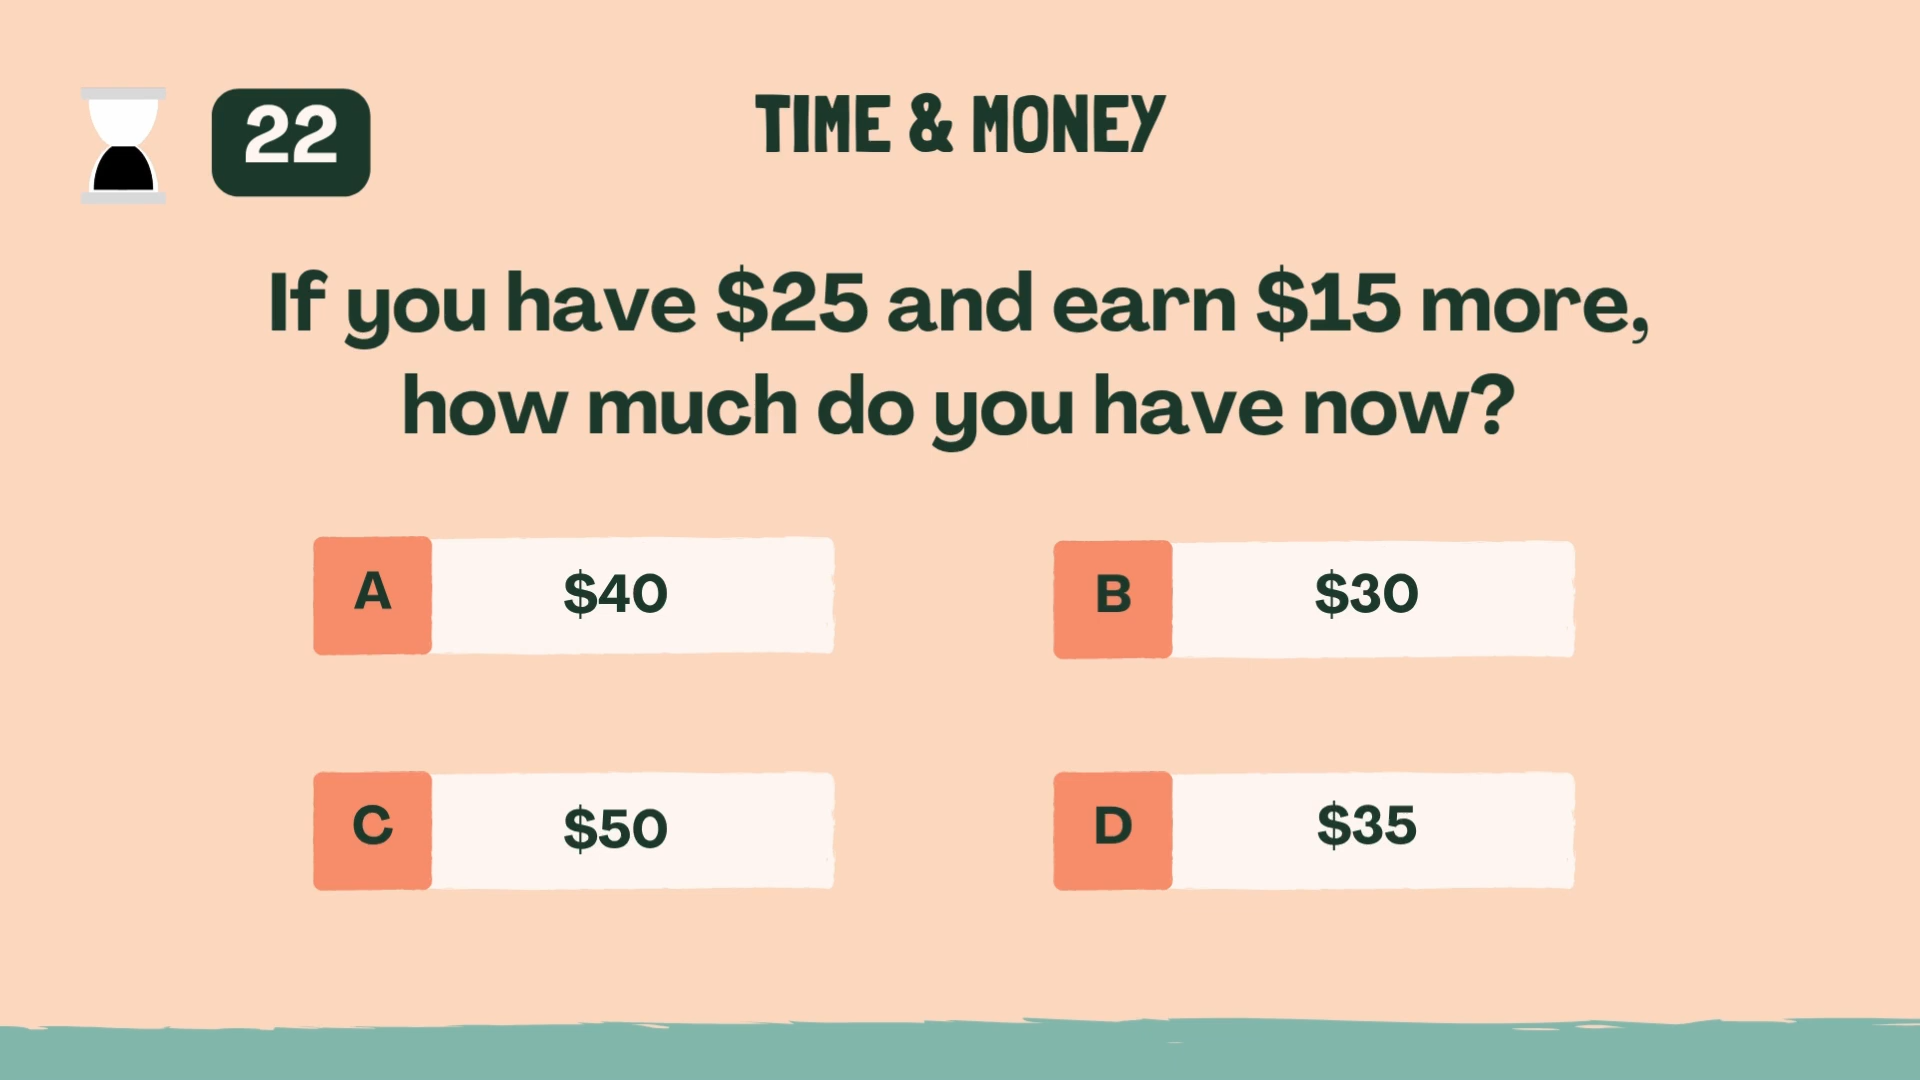 22
TIME & MONEY
If you have $25 and earn $15 more,
how much do you have now?
A $40
B $30
C $50
D $35